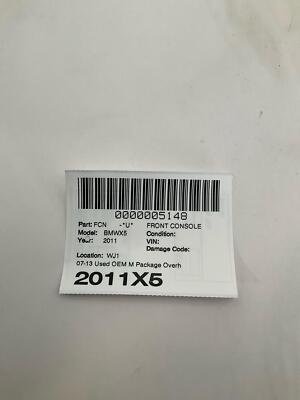 0000005148
Part: FCN -*U* FRONT CONSOLE
Model: BMWX5 Condition:
Year: 2011 VIN:
Damage Code:
Location: WJ1
07-13 Used OEM M Package Overh
2011X5